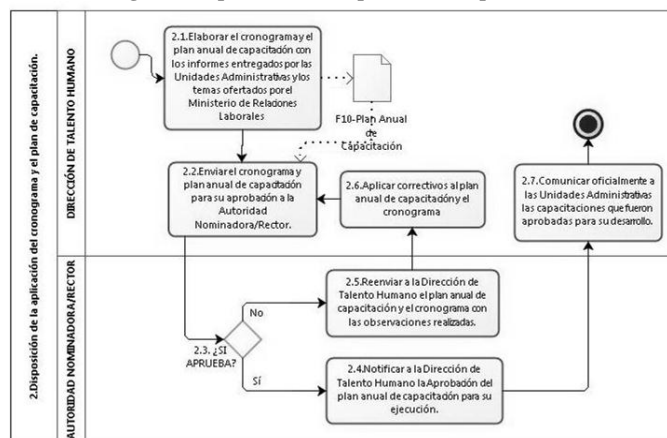 2.Disposición de la aplicación del cronograma y el plan de capacitación.
DIRECCIÓN DE TALENTO HUMANO
2.1.Elaborar el cronograma y el
plan anual de capacitación con
los informes entregados por las
Unidades Administrativas y los
temas ofertados por el
Ministerio de Relaciones
Laborales
F10-Plan Anual
de
Capacitación
2.2.Enviar el cronograma y
plan anual de capacitación
para su aprobación a la
Autoridad
Nominadora/Rector.
2.6.Aplicar correctivos al plan
anual de capacitación y el
cronograma
2.7.Comunicar oficialmente a
las Unidades Administrativas
las capacitaciones que fueron
aprobadas para su desarrollo.
AUTORIDAD NOMINADORA/RECTOR
2.3. ¿SI
APRUEBA?
No
2.5.Reenviar a la Dirección de
Talento Humano el plan anual de
capacitación y el cronograma con
las observaciones realizadas.
Sí
2.4.Notificar a la Dirección de
Talento Humano la Aprobación del
plan anual de capacitación para su
ejecución.